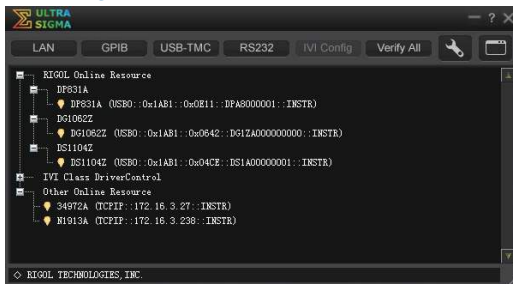 ULTRA
SIGMA
? X
LAN GPIB USB-TMC RS232 IVI Config Verify All
RIGOL Online Resource
DP831A
DP831A (USB0::0x1AB1::0x0E11::DPA8000001::INSTR)
DG1062Z
DG1062Z (USB0::0x1AB1::0x0642::DG1ZA000000000::INSTR)
DS1104Z
DS1104Z (USB0::0x1AB1::0x04CE::DS1A00000001::INSTR)
IVI Class DriverControl
Other Online Resource
34972A (TCPIP::172.16.3.27::INSTR)
N1913A (TCPIP::172.16.3.238::INSTR)
RIGOL TECHNOLOGIES, INC.